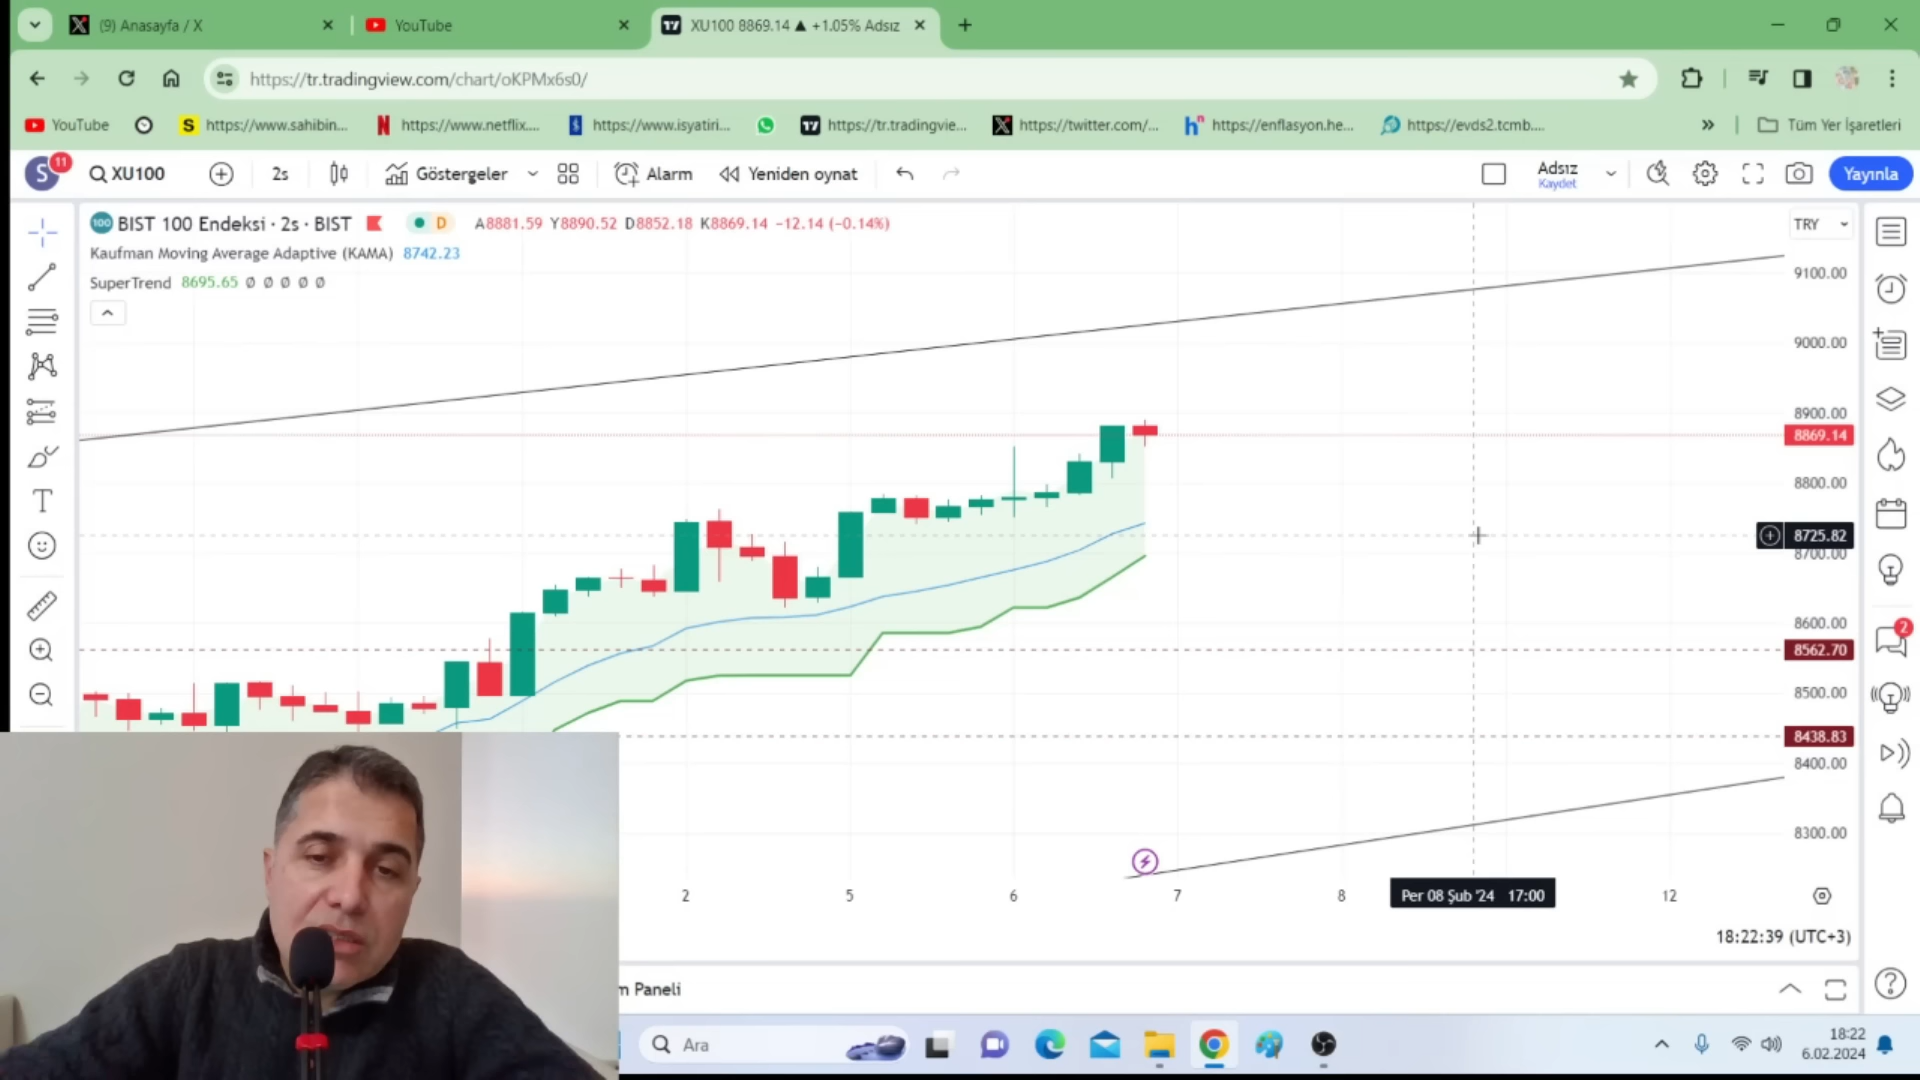 (9) Anasayfa / X
YouTube
XU100 8869.14 ▲ +1.05% Adsız
https://tr.tradingview.com/chart/oKPMx6s0/
YouTube
https://www.sahibin...
https://www.netflix....
https://www.isyatiri...
https://tr.tradingvie...
https://twitter.com/...
https://enflasyon.he...
https://evds2.tcmb....
»
Tüm Yer İşaretleri
S
11
XU100
2s
Göstergeler
Alarm
Yeniden oynat
Adsız
Kaydet
Yayınla
100
BIST 100 Endeksi · 2s · BIST
D
A8881.59 Y8890.52 D8852.18 K8869.14 −12.14 (−0.14%)
TRY
Kaufman Moving Average Adaptive (KAMA) 8742.23
SuperTrend 8695.65 Ø Ø Ø Ø Ø
9100.00
9000.00
8900.00
8869.14
8800.00
8725.82
8700.00
8600.00
2
8562.70
8500.00
8438.83
8400.00
8300.00
2
5
6
7
8
Per 08 Şub '24 17:00
12
18:22:39 (UTC+3)
m Paneli
Ara
18:22
6.02.2024